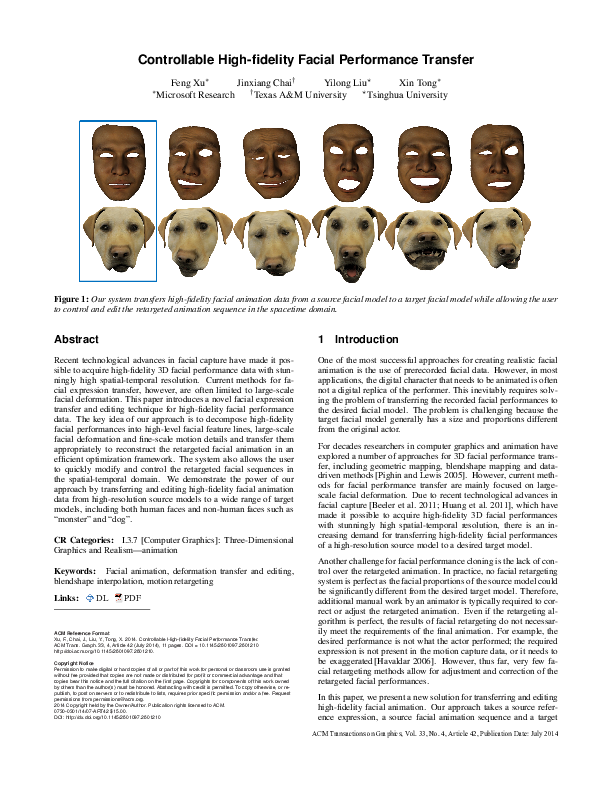 Controllable High-fidelity Facial Performance Transfer
Feng Xu* Jinxiang Chai† Yilong Liu⋆ Xin Tong*
*Microsoft Research †Texas A&M University ⋆Tsinghua University
Figure 1: Our system transfers high-fidelity facial animation data from a source facial model to a target facial model while allowing the user
to control and edit the retargeted animation sequence in the spacetime domain.
Abstract
Recent technological advances in facial capture have made it pos-
sible to acquire high-fidelity 3D facial performance data with stun-
ningly high spatial-temporal resolution. Current methods for fa-
cial expression transfer, however, are often limited to large-scale
facial deformation. This paper introduces a novel facial expression
transfer and editing technique for high-fidelity facial performance
data. The key idea of our approach is to decompose high-fidelity
facial performances into high-level facial feature lines, large-scale
facial deformation and fine-scale motion details and transfer them
appropriately to reconstruct the retargeted facial animation in an
efficient optimization framework. The system also allows the user
to quickly modify and control the retargeted facial sequences in
the spatial-temporal domain. We demonstrate the power of our
approach by transferring and editing high-fidelity facial animation
data from high-resolution source models to a wide range of target
models, including both human faces and non-human faces such as
“monster” and “dog”.
CR Categories: I.3.7 [Computer Graphics]: Three-Dimensional
Graphics and Realism—animation
Keywords: Facial animation, deformation transfer and editing,
blendshape interpolation, motion retargeting
Links: DL PDF
ACM Reference Format
Xu, F., Chai, J., Liu, Y., Tong, X. 2014. Controllable High-fidelity Facial Performance Transfer.
ACM Trans. Graph. 33, 4, Article 42 (July 2014), 11 pages. DOI = 10.1145/2601097.2601210
http://doi.acm.org/10.1145/2601097.2601210.
Copyright Notice
Permission to make digital or hard copies of all or part of this work for personal or classroom use is granted
without fee provided that copies are not made or distributed for profit or commercial advantage and that
copies bear this notice and the full citation on the first page. Copyrights for components of this work owned
by others than the author(s) must be honored. Abstracting with credit is permitted. To copy otherwise, or re-
publish, to post on servers or to redistribute to lists, requires prior specific permission and/or a fee. Request
permissions from permissions@acm.org.
2014 Copyright held by the Owner/Author. Publication rights licensed to ACM.
0730-0301/14/07-ART42 $15.00.
DOI: http://dx.doi.org/10.1145/2601097.2601210
1 Introduction
One of the most successful approaches for creating realistic facial
animation is the use of prerecorded facial data. However, in most
applications, the digital character that needs to be animated is often
not a digital replica of the performer. This inevitably requires solv-
ing the problem of transferring the recorded facial performances to
the desired facial model. The problem is challenging because the
target facial model generally has a size and proportions different
from the original actor.
For decades researchers in computer graphics and animation have
explored a number of approaches for 3D facial performance trans-
fer, including geometric mapping, blendshape mapping and data-
driven methods [Pighin and Lewis 2005]. However, current meth-
ods for facial performance transfer are mainly focused on large-
scale facial deformation. Due to recent technological advances in
facial capture [Beeler et al. 2011; Huang et al. 2011], which have
made it possible to acquire high-fidelity 3D facial performances
with stunningly high spatial-temporal resolution, there is an in-
creasing demand for transferring high-fidelity facial performances
of a high-resolution source model to a desired target model.
Another challenge for facial performance cloning is the lack of con-
trol over the retargeted animation. In practice, no facial retargeting
system is perfect as the facial proportions of the source model could
be significantly different from the desired target model. Therefore,
additional manual work by an animator is typically required to cor-
rect or adjust the retargeted animation. Even if the retargeting al-
gorithm is perfect, the results of facial retargeting do not necessar-
ily meet the requirements of the final animation. For example, the
desired performance is not what the actor performed; the required
expression is not present in the motion capture data, or it needs to
be exaggerated [Havaldar 2006]. However, thus far, very few fa-
cial retargeting methods allow for adjustment and correction of the
retargeted facial performances.
In this paper, we present a new solution for transferring and editing
high-fidelity facial animation. Our approach takes a source refer-
ence expression, a source facial animation sequence and a target
ACM Transactions on Graphics, Vol. 33, No. 4, Article 42, Publication Date: July 2014